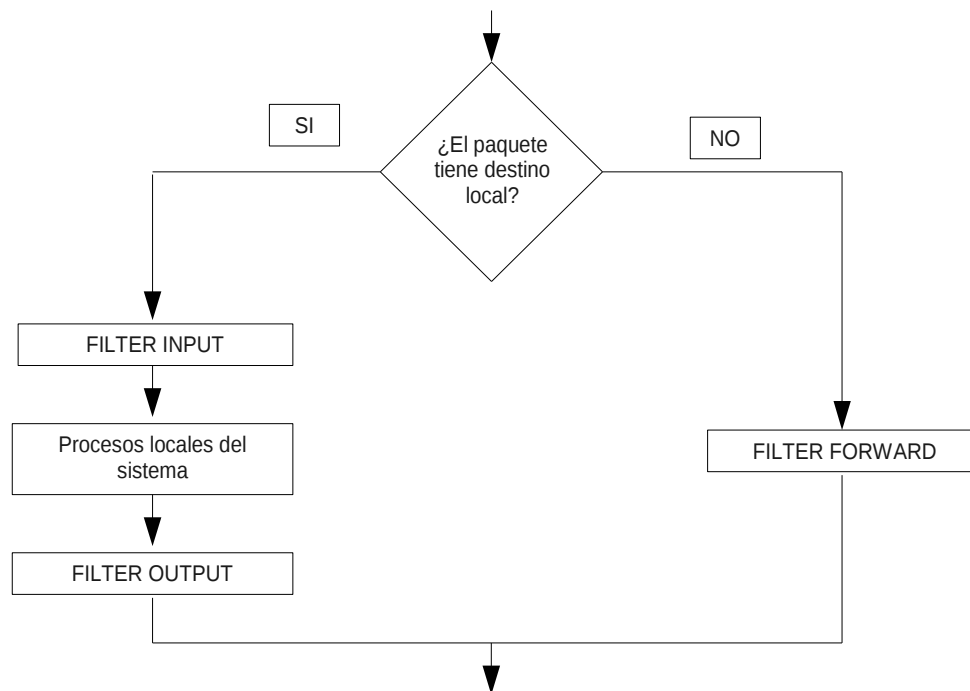 SI
¿El paquete
tiene destino
local?
NO
FILTER INPUT
Procesos locales del
sistema
FILTER FORWARD
FILTER OUTPUT